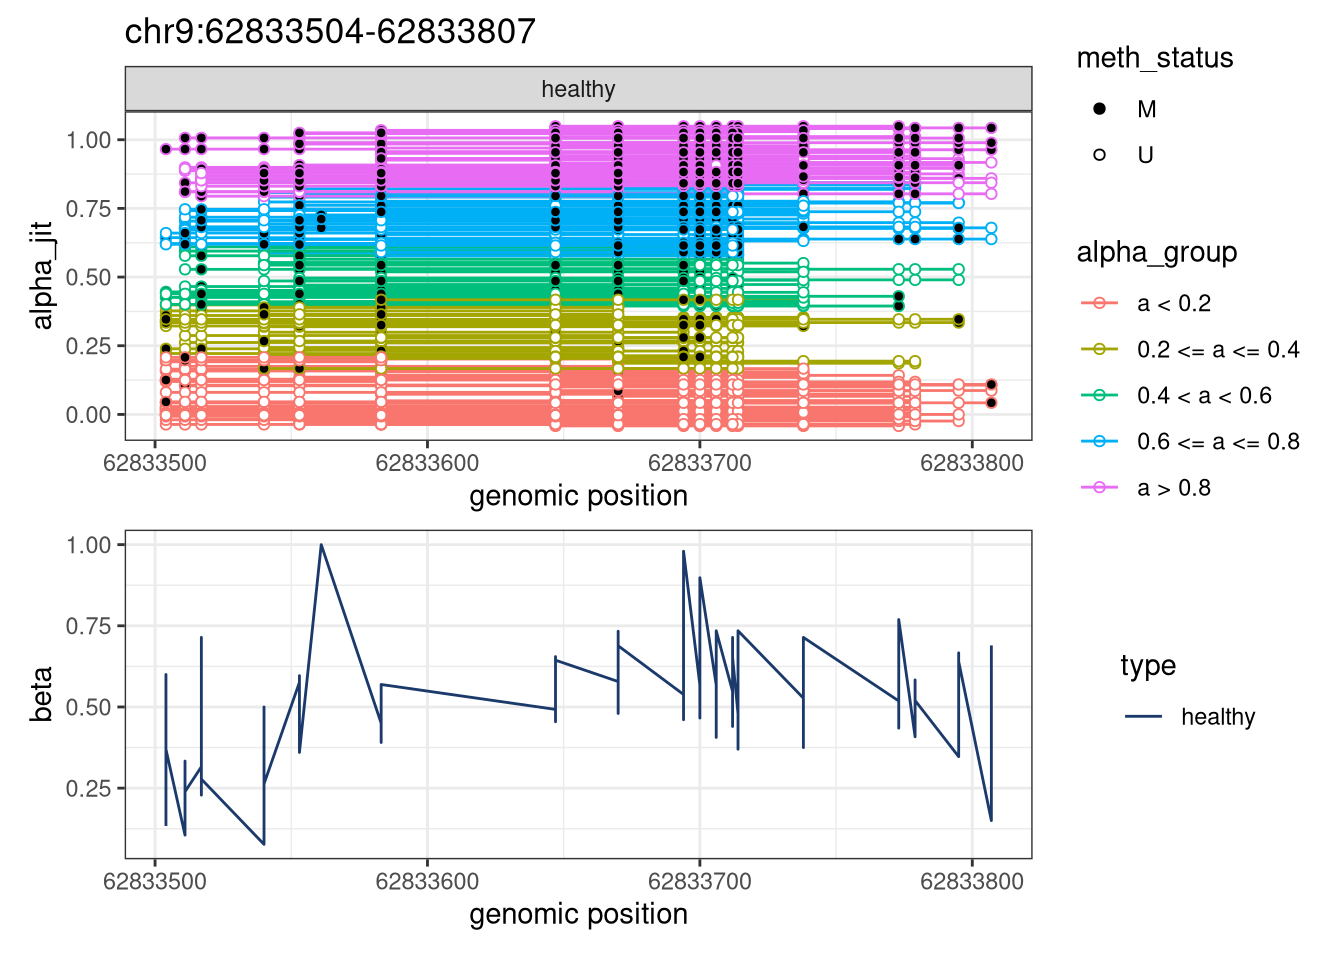 chr9:62833504-62833807
healthy
1.00
0.75
0.50
0.25
0.00
alpha_jit
62833500 62833600 62833700 62833800
genomic position
meth_status
M
U
alpha_group
a < 0.2
0.2 <= a <= 0.4
0.4 < a < 0.6
0.6 <= a <= 0.8
a > 0.8
1.00
0.75
0.50
0.25
beta
62833500 62833600 62833700 62833800
genomic position
type
healthy